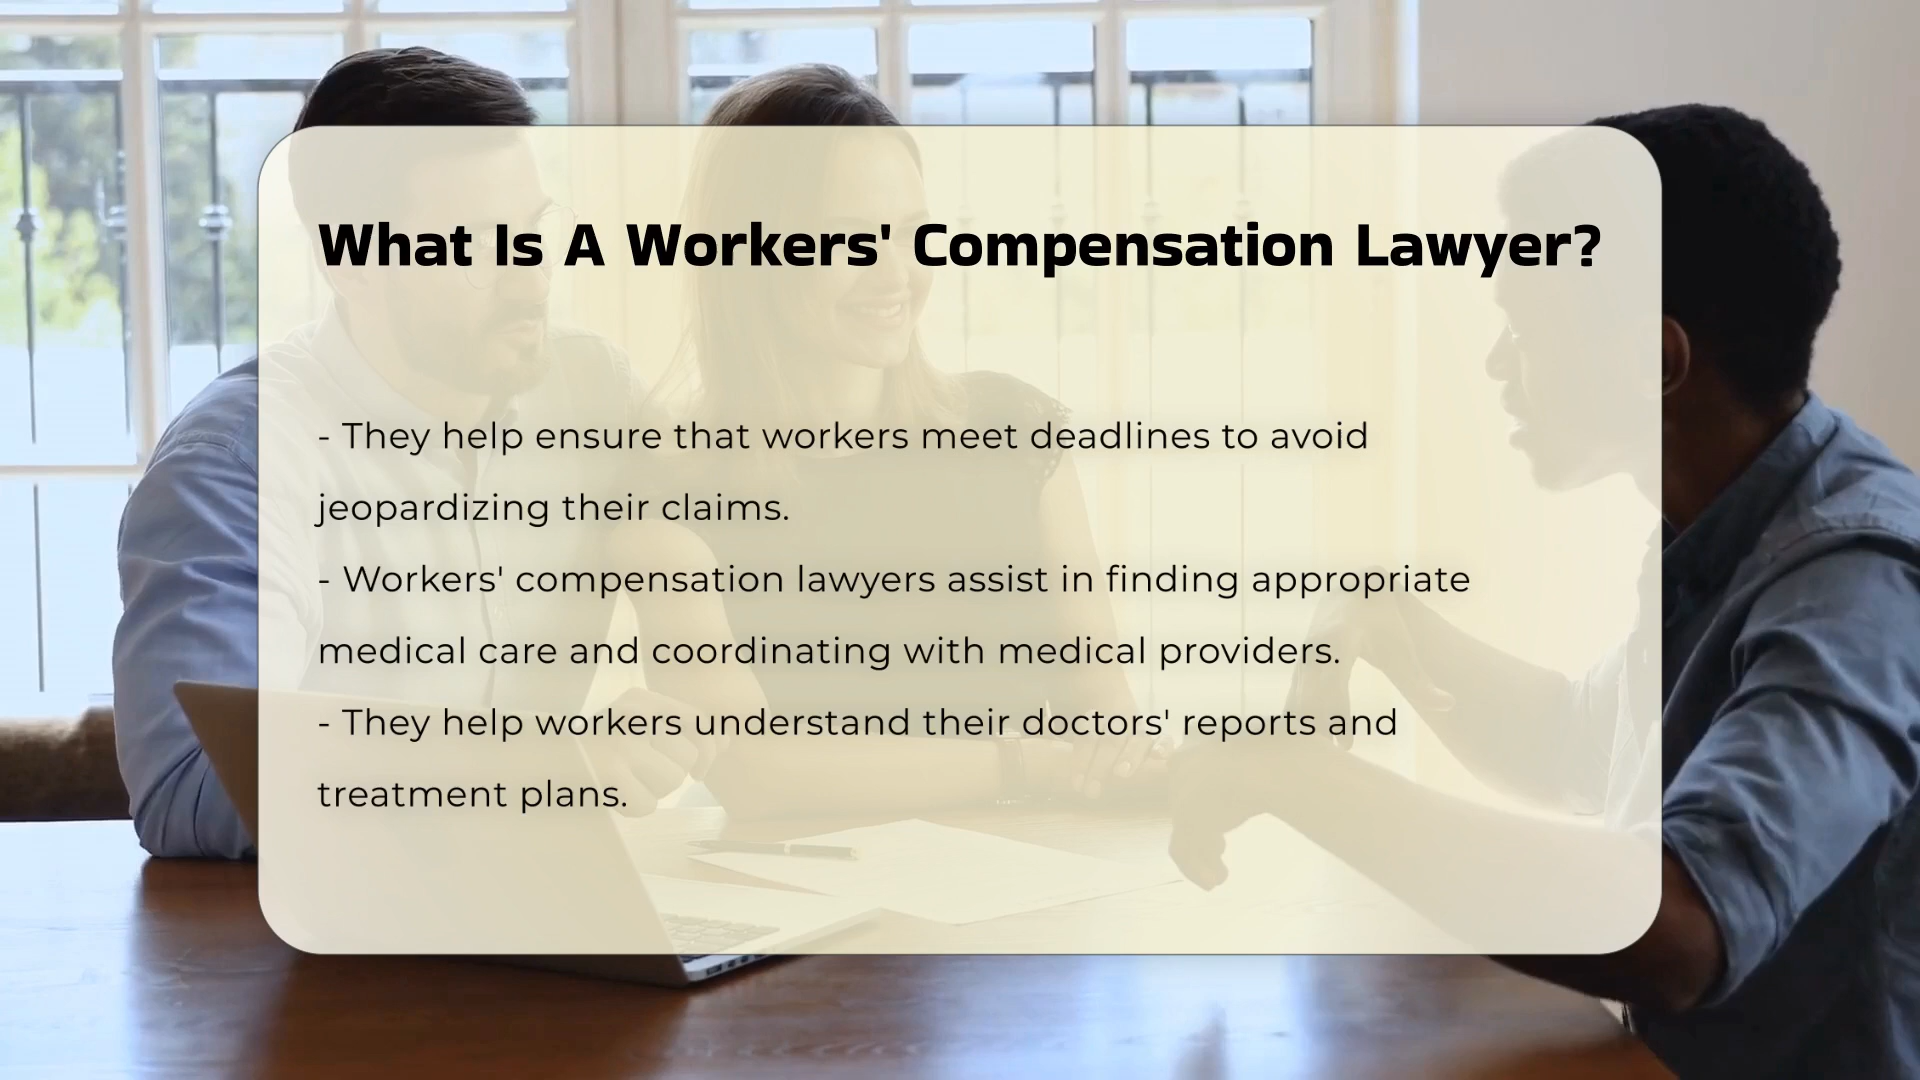 What Is A Workers' Compensation Lawyer?
- They help ensure that workers meet deadlines to avoid
jeopardizing their claims.
- Workers' compensation lawyers assist in finding appropriate
medical care and coordinating with medical providers.
- They help workers understand their doctors' reports and
treatment plans.